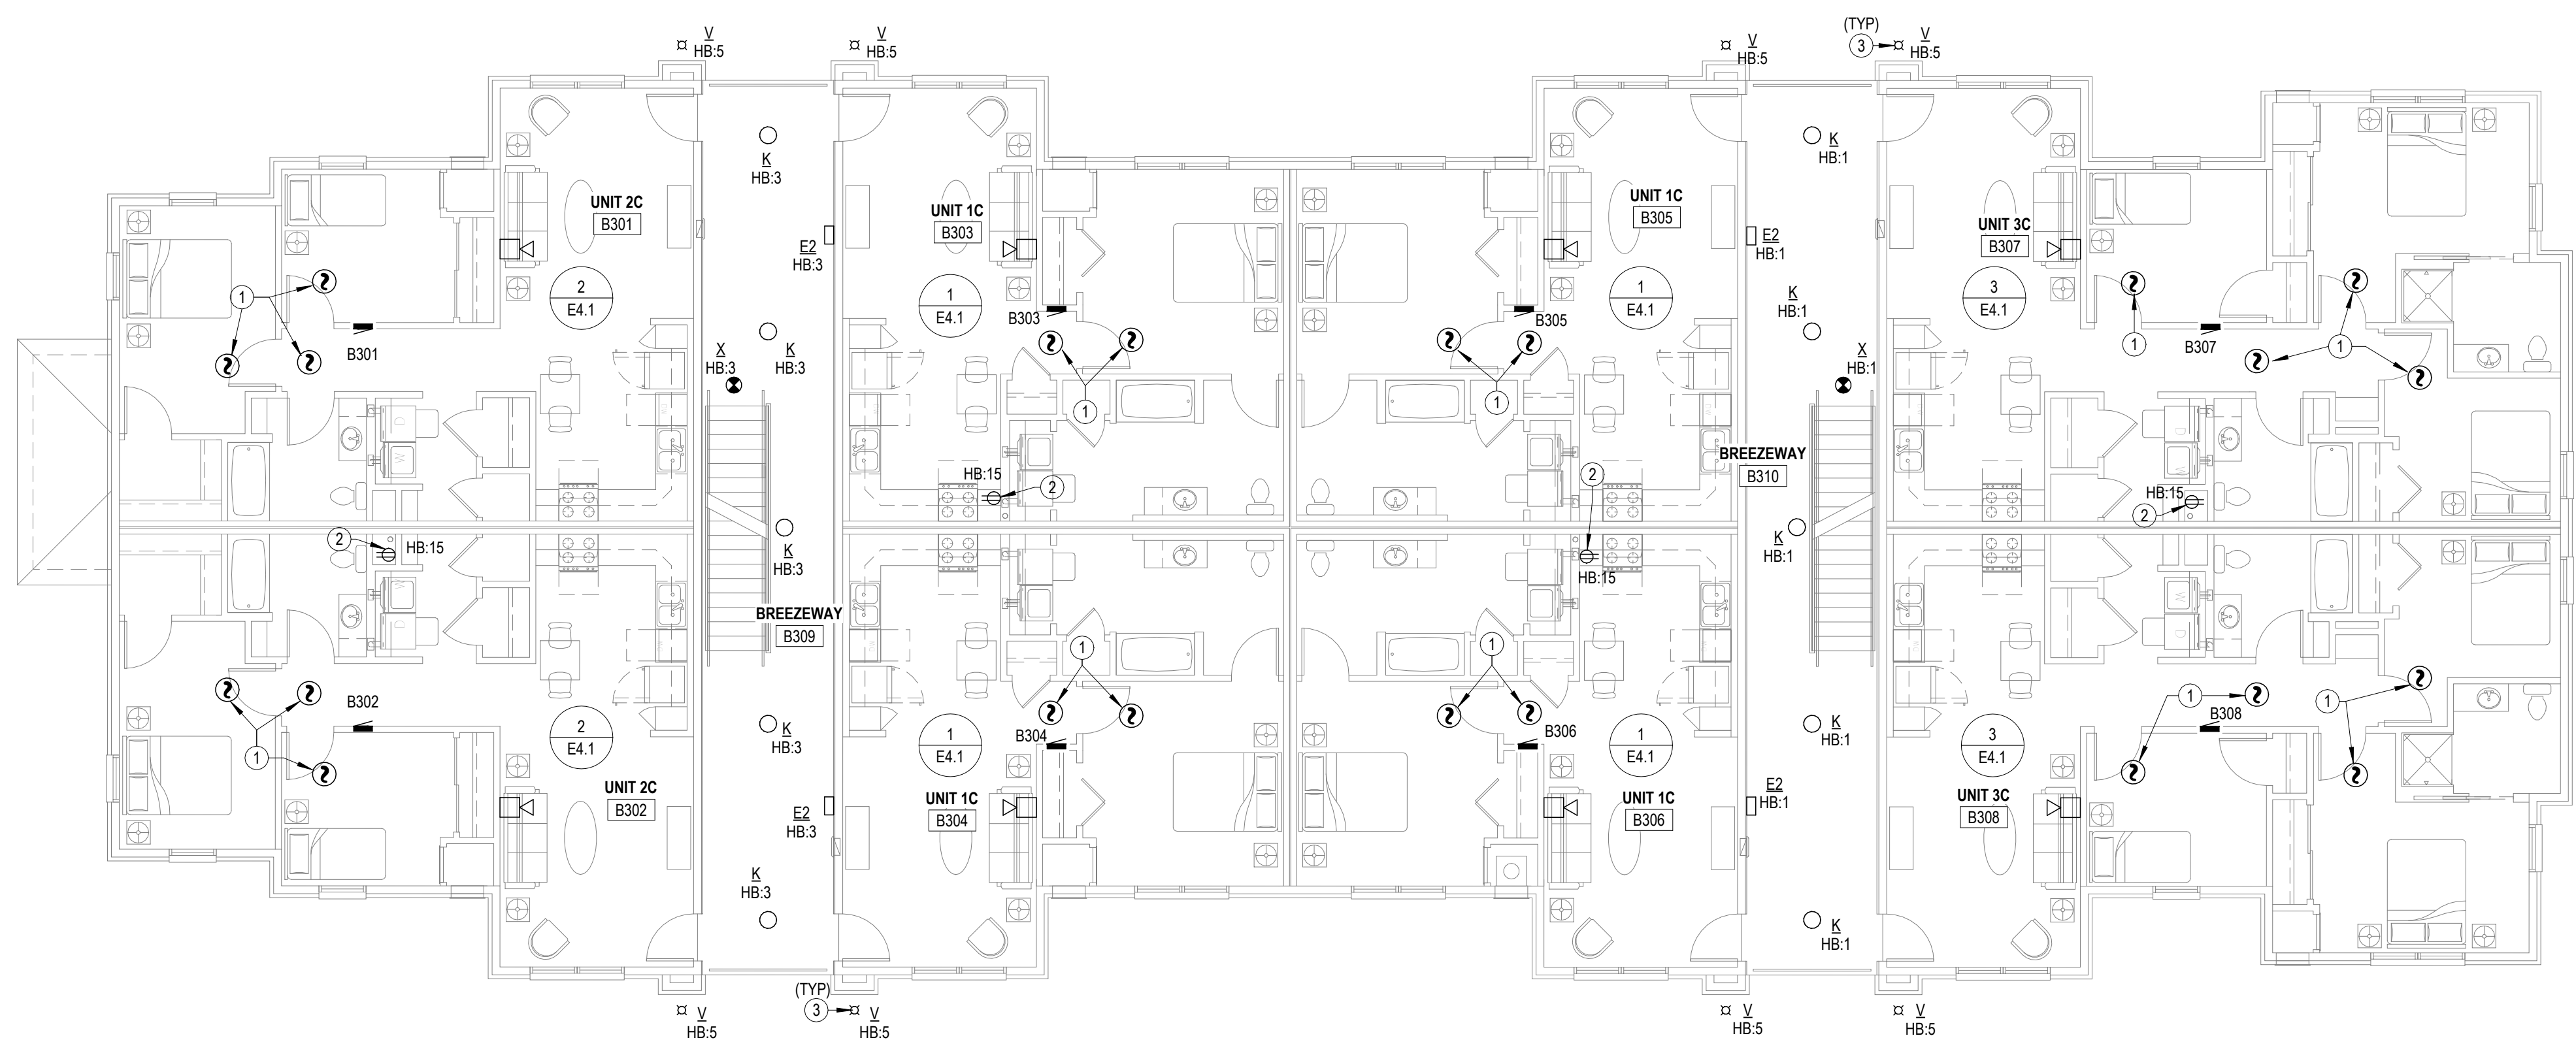 V
HB:5
V
HB:5
V
HB:5
(TYP)
3
V
HB:5
K
HB:3
K
HB:1
UNIT 2C
B301
UNIT 1C
B303
UNIT 1C
B305
UNIT 3C
B307
E2
HB:3
E2
HB:1
2
E4.1
1
E4.1
1
E4.1
3
E4.1
1
B301
B303
B305
B307
K
HB:3
K
HB:1
X
HB:3
X
HB:1
1
1
1
1
D
W
D
W
BREEZEWAY
B310
HB:15
2
2
HB:15
2
HB:15
2
HB:15
K
HB:3
K
HB:1
W
D
W
D
BREEZEWAY
B309
1
1
1
1
B302
B304
B306
B308
1
K
HB:3
K
HB:1
2
E4.1
1
E4.1
1
E4.1
3
E4.1
UNIT 2C
B302
UNIT 1C
B304
UNIT 1C
B306
UNIT 3C
B308
E2
HB:3
E2
HB:1
K
HB:3
K
HB:1
(TYP)
3
V
HB:5
V
HB:5
V
HB:5
V
HB:5